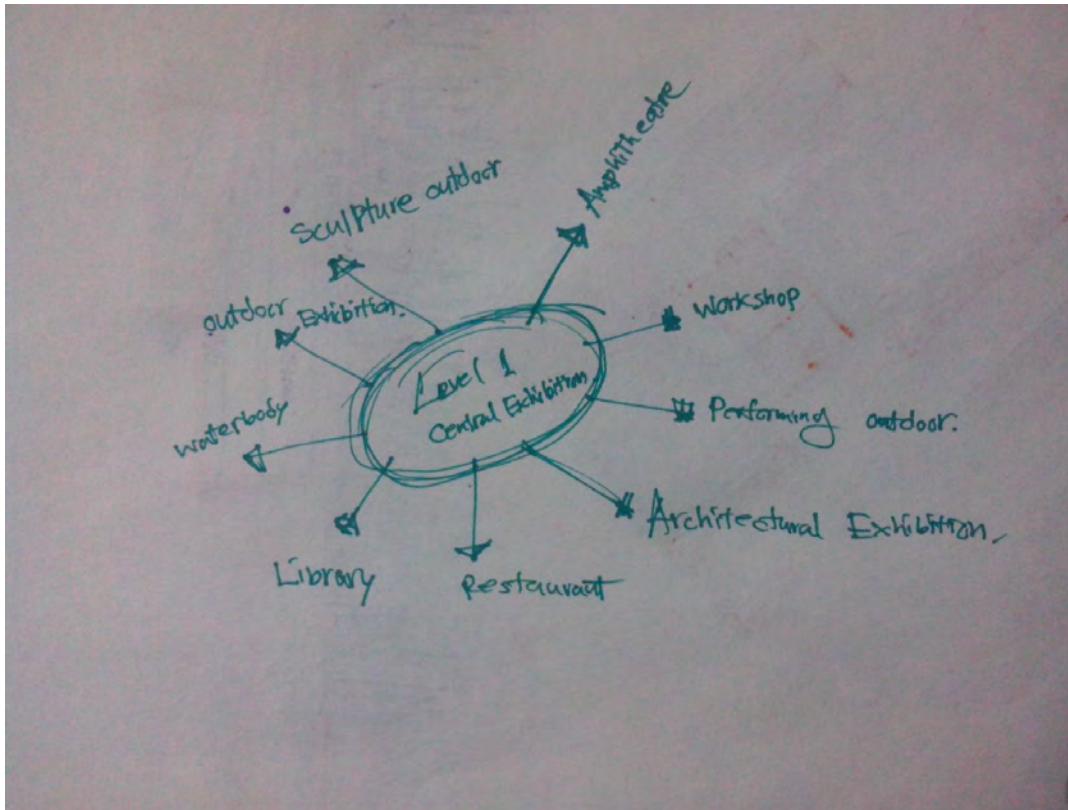 Amphitheatre
Sculpture outdoor
outdoor Exhibition.
Workshop
Level 1
Central Exhibition
waterbody
Performing outdoor.
Architectural Exhibition.
Library
Restaurant